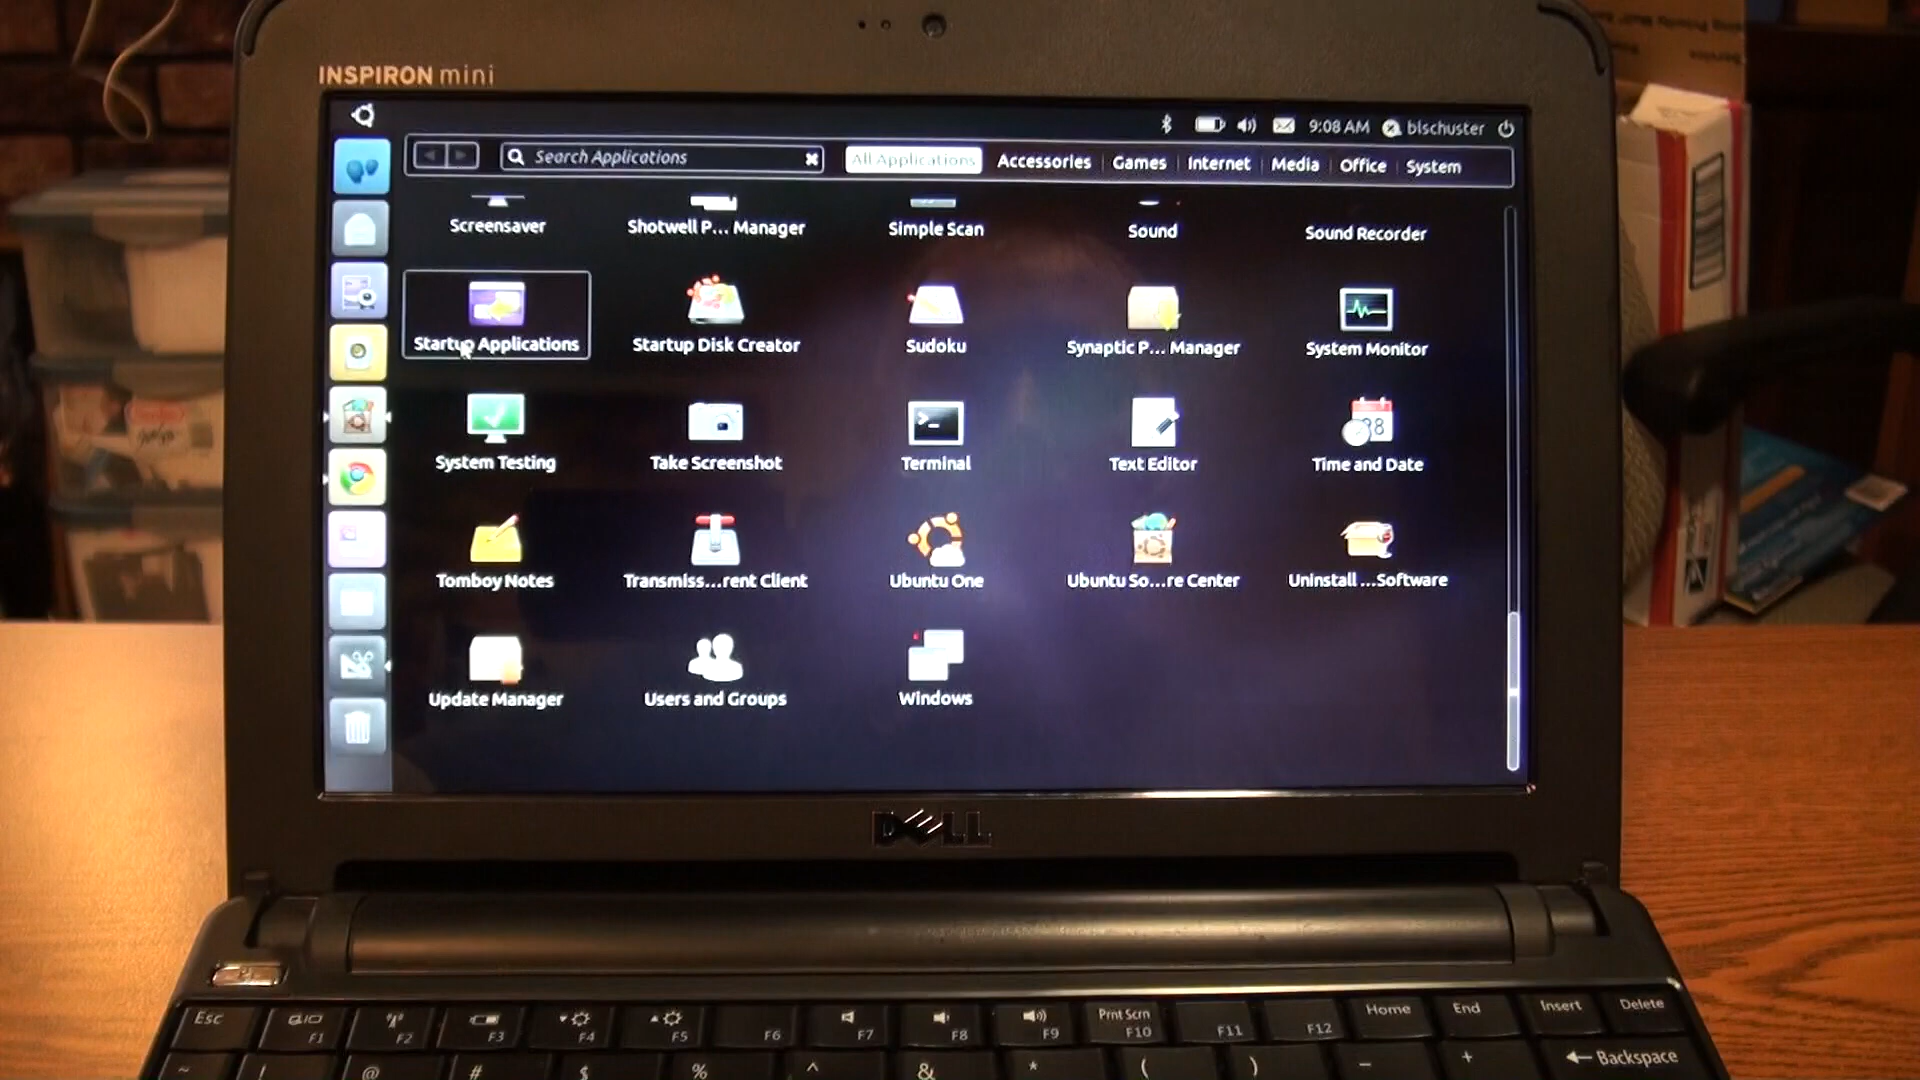 INSPIRON mini
9:08 AM blschuster
Search Applications All Applications Accessories Games Internet Media Office System
Screensaver Shotwell P... Manager Simple Scan Sound Sound Recorder
Startup Applications Startup Disk Creator Sudoku Synaptic P... Manager System Monitor
System Testing Take Screenshot Terminal Text Editor Time and Date
Tomboy Notes Transmiss...rent Client Ubuntu One Ubuntu So...re Center Uninstall ...Software
Update Manager Users and Groups Windows
DELL
Esc F1 F2 F3 F4 F5 F6 F7 F8 F9 Prnt Scrn F10 F11 F12 Home End Insert Delete
~ ! @ # $ % ^ & * ( ) - + Backspace